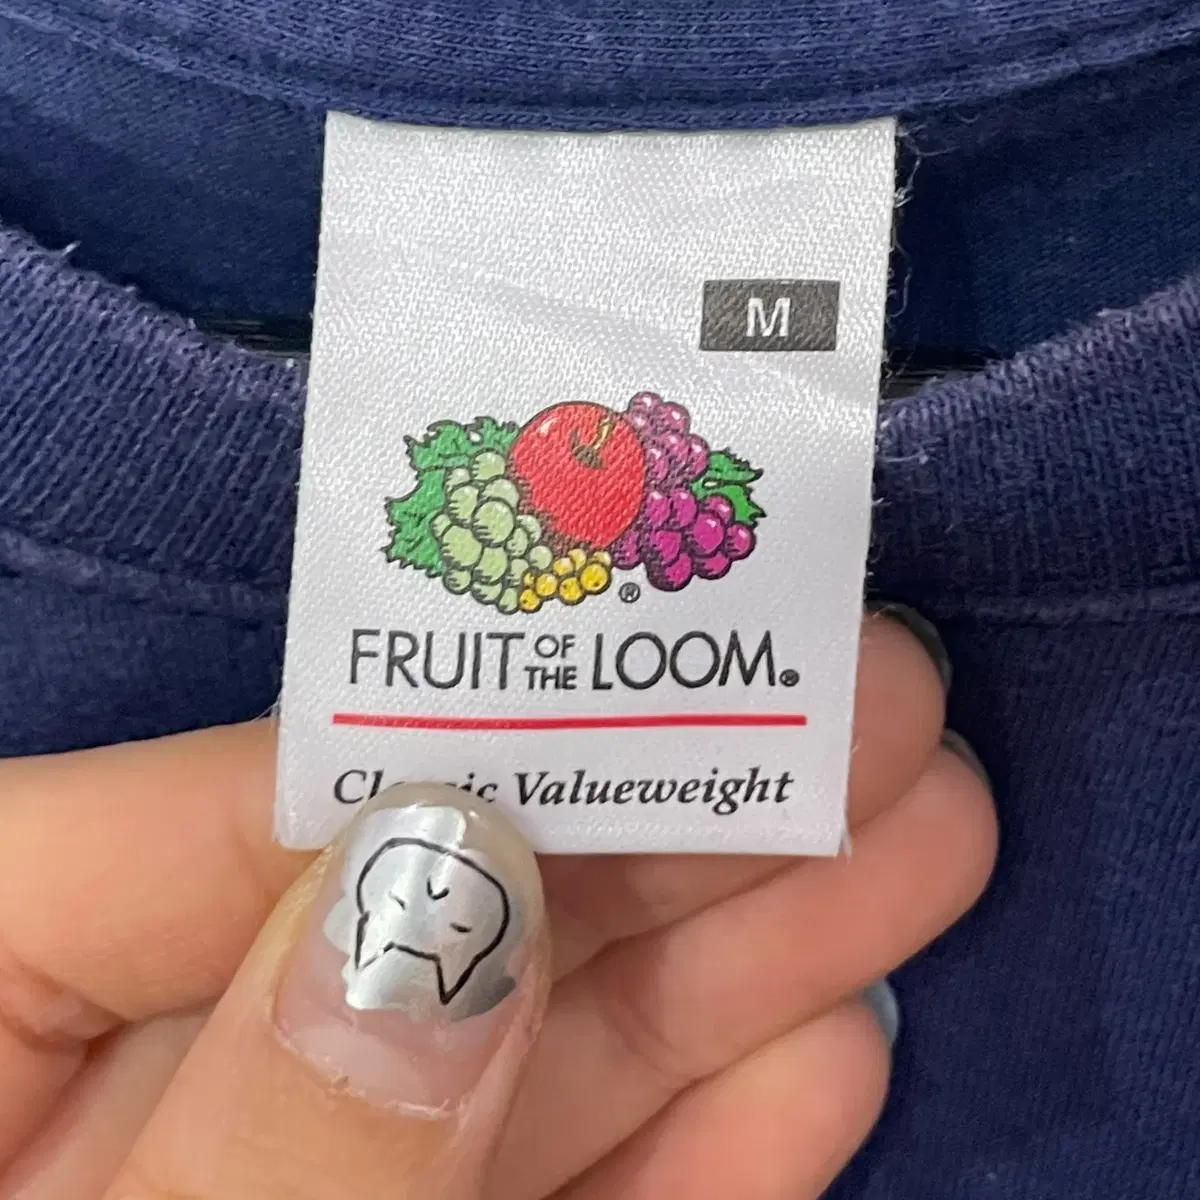 M
®
FRUIT OF THE LOOM®
Valueweight